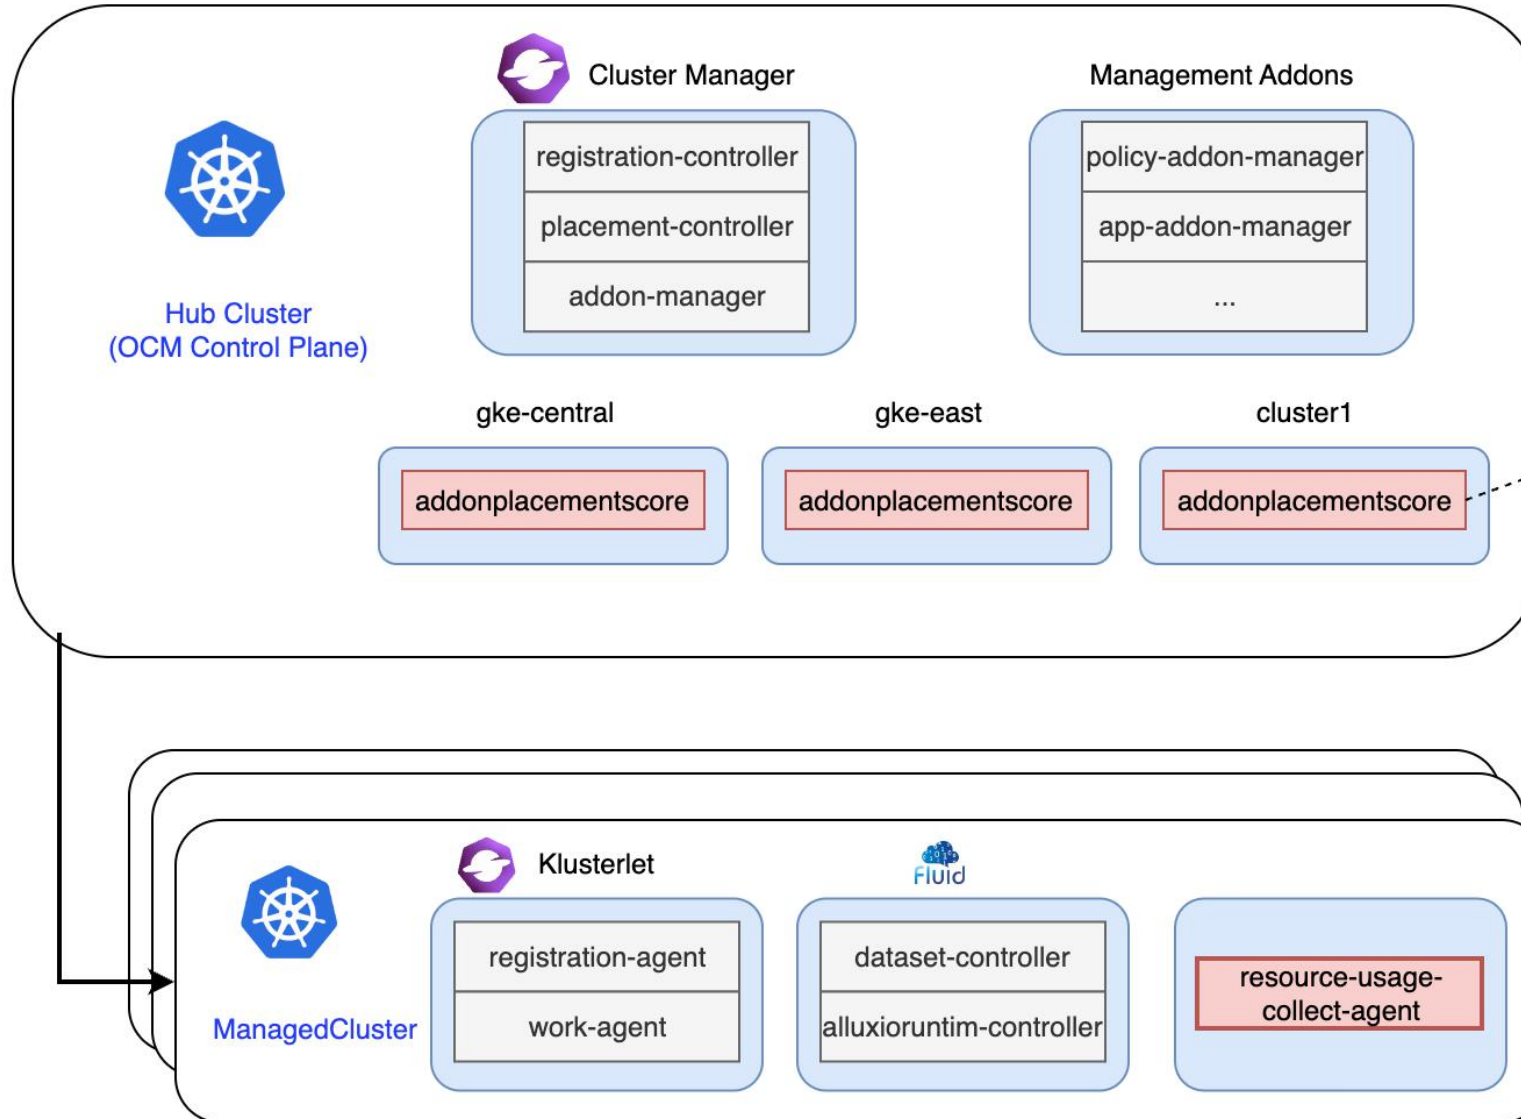 Cluster Manager
Management Addons
registration-controller
placement-controller
addon-manager
policy-addon-manager
app-addon-manager
...
Hub Cluster
(OCM Control Plane)
gke-central
gke-east
cluster1
addonplacementscore
addonplacementscore
addonplacementscore
Klusterlet
Fluid
ManagedCluster
registration-agent
work-agent
dataset-controller
alluxioruntim-controller
resource-usage-
collect-agent